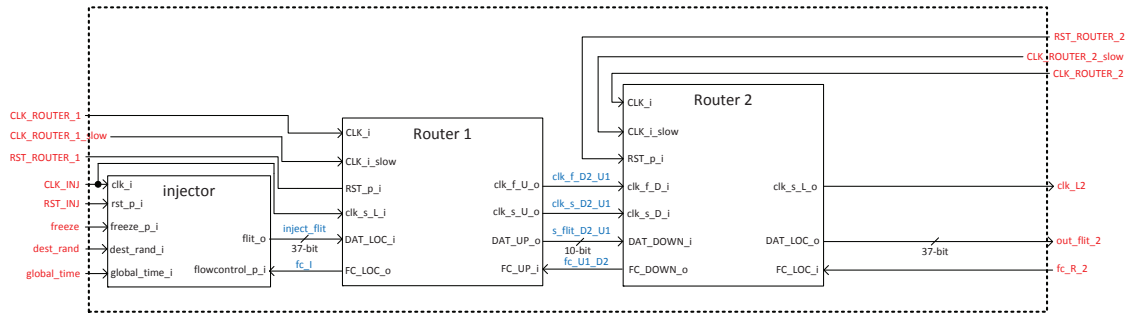 RST_ROUTER_2
CLK_ROUTER_2_slow
CLK_ROUTER_2
CLK_ROUTER_1
CLK_ROUTER_1_slow
RST_ROUTER_1
CLK_INJ
RST_INJ
freeze
dest_rand
global_time
injector
clk_i
rst_p_i
freeze_p_i
dest_rand_i
global_time_i
flit_o
flowcontrol_p_i
inject_flit
37-bit
fc_I
Router 1
CLK_i
CLK_i_slow
RST_p_i
clk_s_L_i
DAT_LOC_i
FC_LOC_o
clk_f_U_o
clk_s_U_o
DAT_UP_o
FC_UP_i
clk_f_D2_U1
clk_s_D2_U1
s_flit_D2_U1
10-bit
fc_U1_D2
Router 2
CLK_i
CLK_i_slow
RST_p_i
clk_f_D_i
clk_s_D_i
DAT_DOWN_i
FC_DOWN_o
clk_s_L_o
DAT_LOC_o
FC_LOC_i
37-bit
clk_L2
out_flit_2
fc_R_2